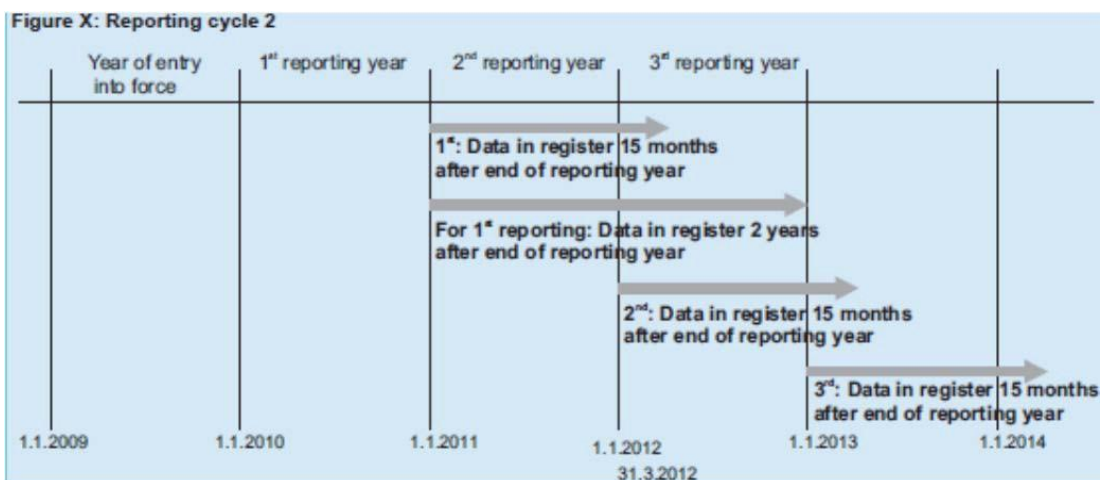 Figure X: Reporting cycle 2
Year of entry
into force
1st reporting year
2nd reporting year
3rd reporting year
1st: Data in register 15 months
after end of reporting year
For 1st reporting: Data in register 2 years
after end of reporting year
2nd: Data in register 15 months
after end of reporting year
3rd: Data in register 15 months
after end of reporting year
1.1.2009
1.1.2010
1.1.2011
1.1.2012
31.3.2012
1.1.2013
1.1.2014